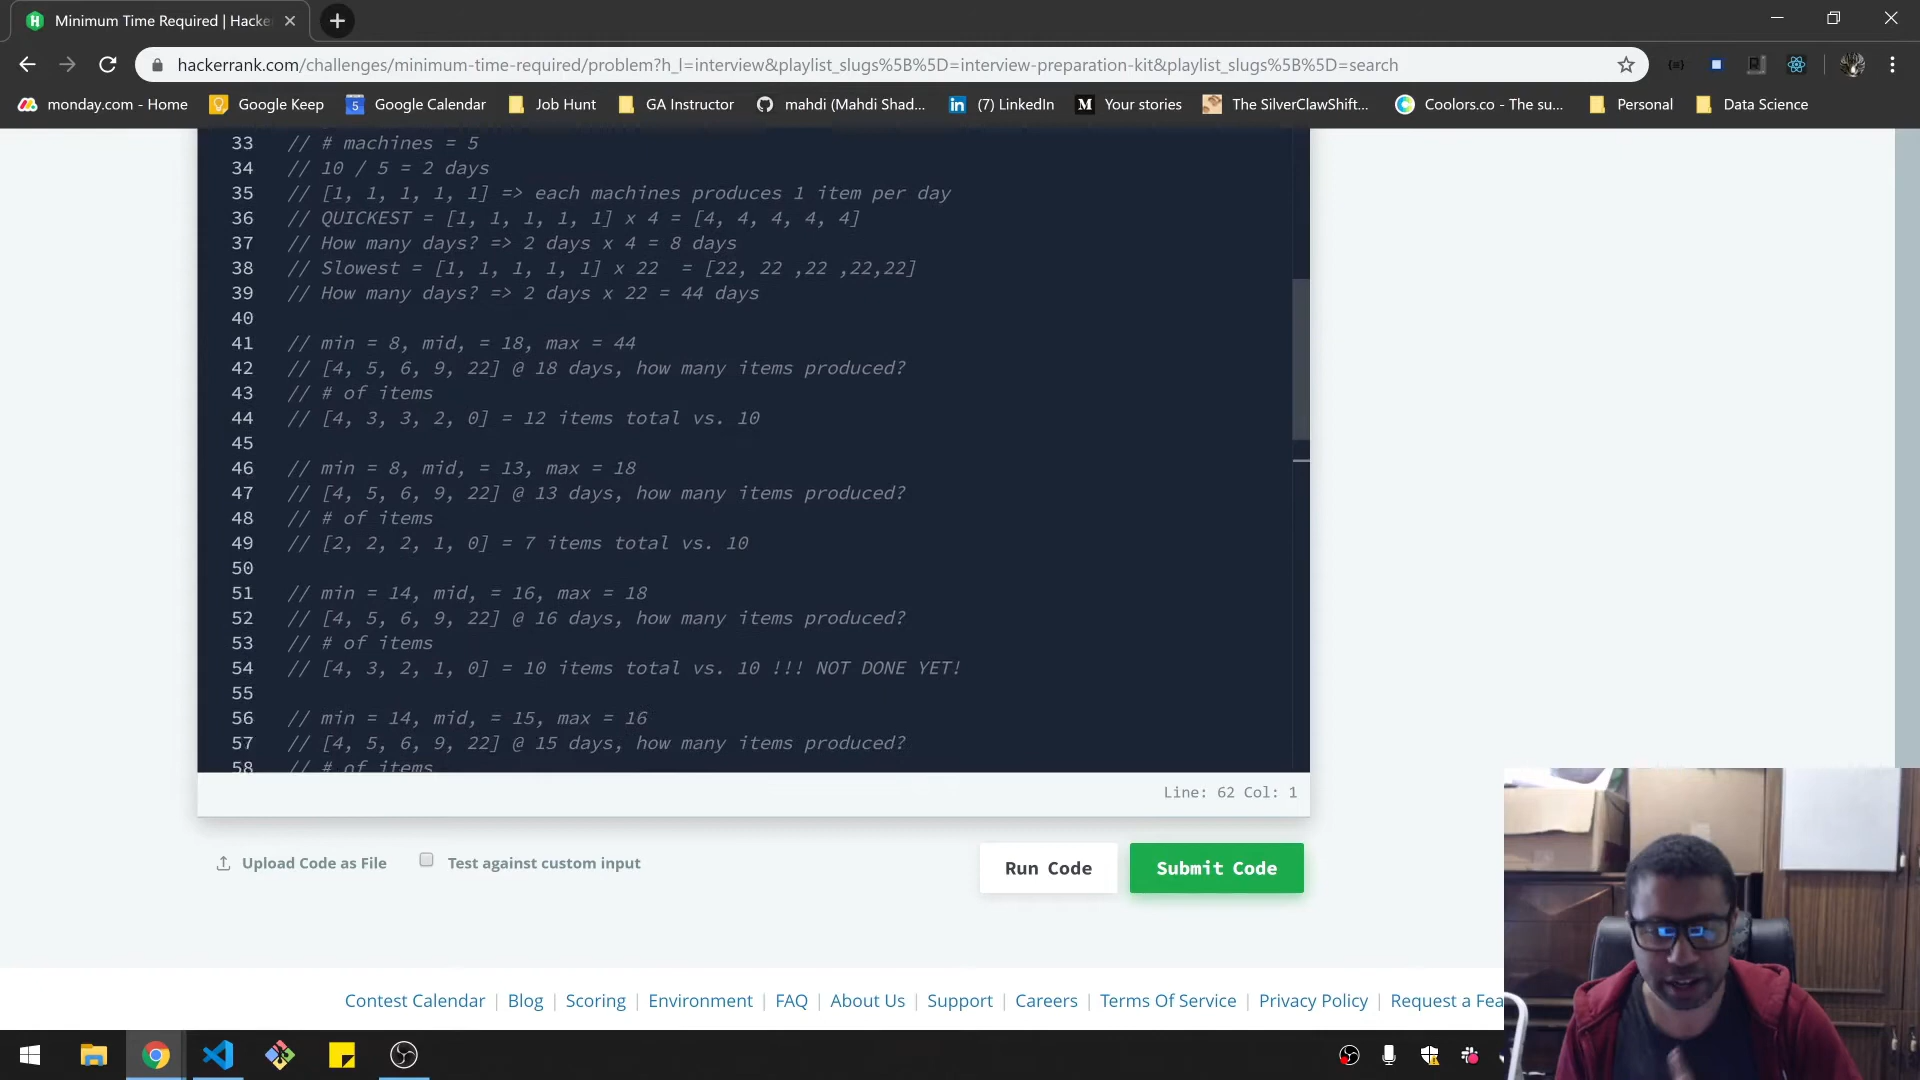 Minimum Time Required | Hacke
hackerrank.com/challenges/minimum-time-required/problem?h_l=interview&playlist_slugs%5B%5D=interview-preparation-kit&playlist_slugs%5B%5D=search
monday.com - Home
Google Keep
5 Google Calendar
Job Hunt
GA Instructor
mahdi (Mahdi Shad...
in (7) LinkedIn
M Your stories
The SilverClawShift...
Coolors.co - The su...
Personal
Data Science
33 // # machines = 5
34 // 10 / 5 = 2 days
35 // [1, 1, 1, 1, 1] => each machines produces 1 item per day
36 // QUICKEST = [1, 1, 1, 1, 1] x 4 = [4, 4, 4, 4, 4]
37 // How many days? => 2 days x 4 = 8 days
38 // Slowest = [1, 1, 1, 1, 1] x 22  = [22, 22 ,22 ,22,22]
39 // How many days? => 2 days x 22 = 44 days
40
41 // min = 8, mid, = 18, max = 44
42 // [4, 5, 6, 9, 22] @ 18 days, how many items produced?
43 // # of items
44 // [4, 3, 3, 2, 0] = 12 items total vs. 10
45
46 // min = 8, mid, = 13, max = 18
47 // [4, 5, 6, 9, 22] @ 13 days, how many items produced?
48 // # of items
49 // [2, 2, 2, 1, 0] = 7 items total vs. 10
50
51 // min = 14, mid, = 16, max = 18
52 // [4, 5, 6, 9, 22] @ 16 days, how many items produced?
53 // # of items
54 // [4, 3, 2, 1, 0] = 10 items total vs. 10 !!! NOT DONE YET!
55
56 // min = 14, mid, = 15, max = 16
57 // [4, 5, 6, 9, 22] @ 15 days, how many items produced?
58 // # of items
Line: 62 Col: 1
Upload Code as File
Test against custom input
Run Code
Submit Code
Contest Calendar | Blog | Scoring | Environment | FAQ | About Us | Support | Careers | Terms Of Service | Privacy Policy | Request a Fea